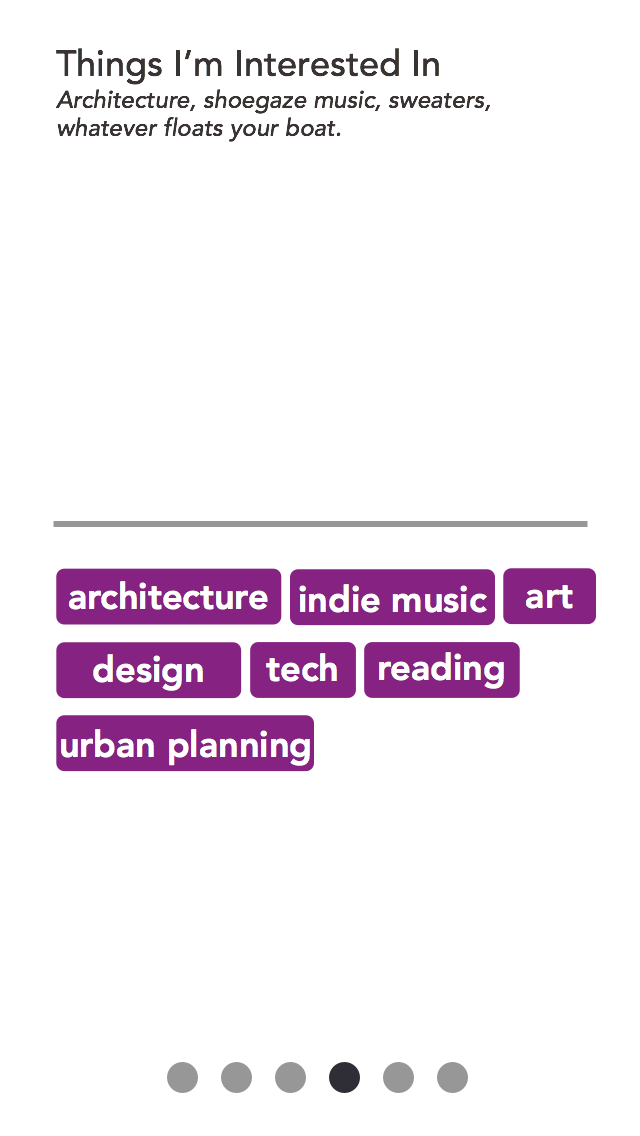 Things I’m Interested In
Architecture, shoegaze music, sweaters,
whatever floats your boat.
architecture indie music art
design tech reading
urban planning